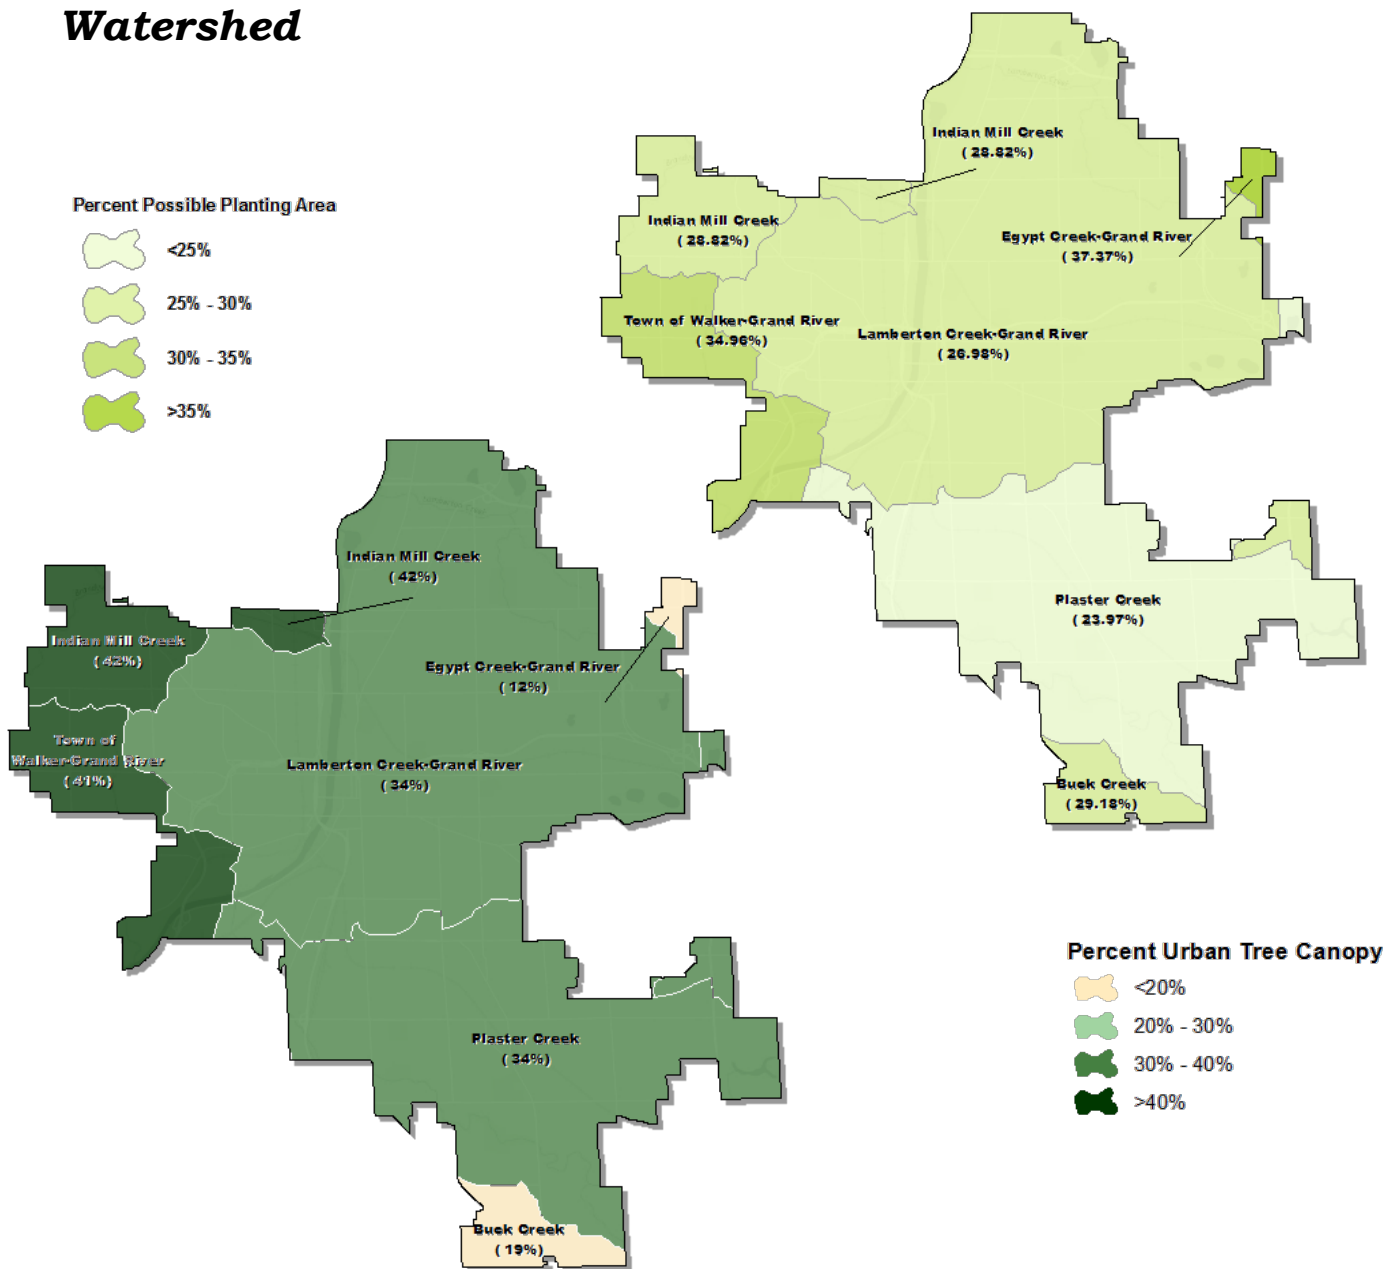 Watershed
Percent Possible Planting Area
<25%
25% - 30%
30% - 35%
>35%
Indian Mill Creek
( 28.82%)
Indian Mill Creek
( 28.82%)
Egypt Creek-Grand River
( 37.37%)
Town of Walker-Grand River
( 34.96%)
Lamberton Creek-Grand River
( 26.98%)
Plaster Creek
( 23.97%)
Buck Creek
( 29.18%)
Indian Mill Creek
( 42%)
Indian Mill Creek
( 42%)
Egypt Creek-Grand River
( 12%)
Town of
Walker-Grand River
( 41%)
Lamberton Creek-Grand River
( 34%)
Plaster Creek
( 34%)
Buck Creek
( 19%)
Percent Urban Tree Canopy
<20%
20% - 30%
30% - 40%
>40%